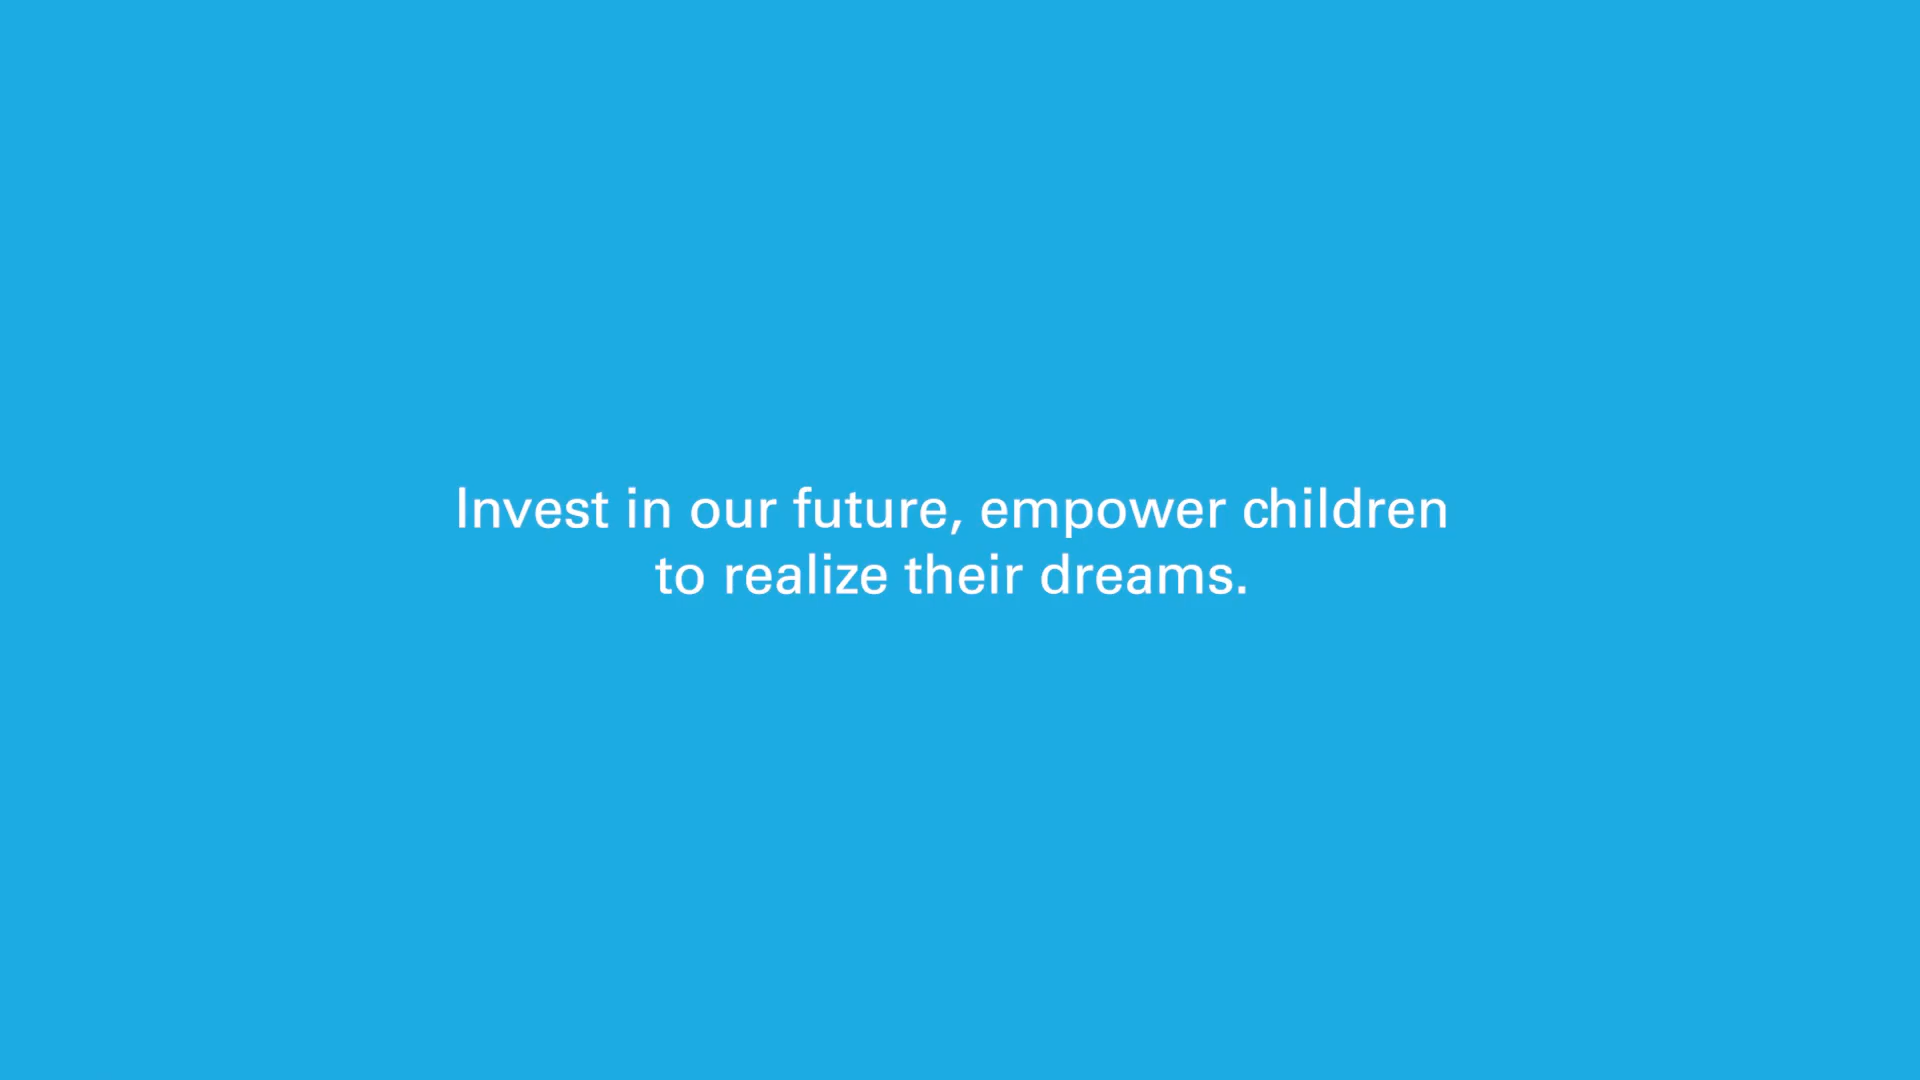 Invest in our future, empower children
to realize their dreams.